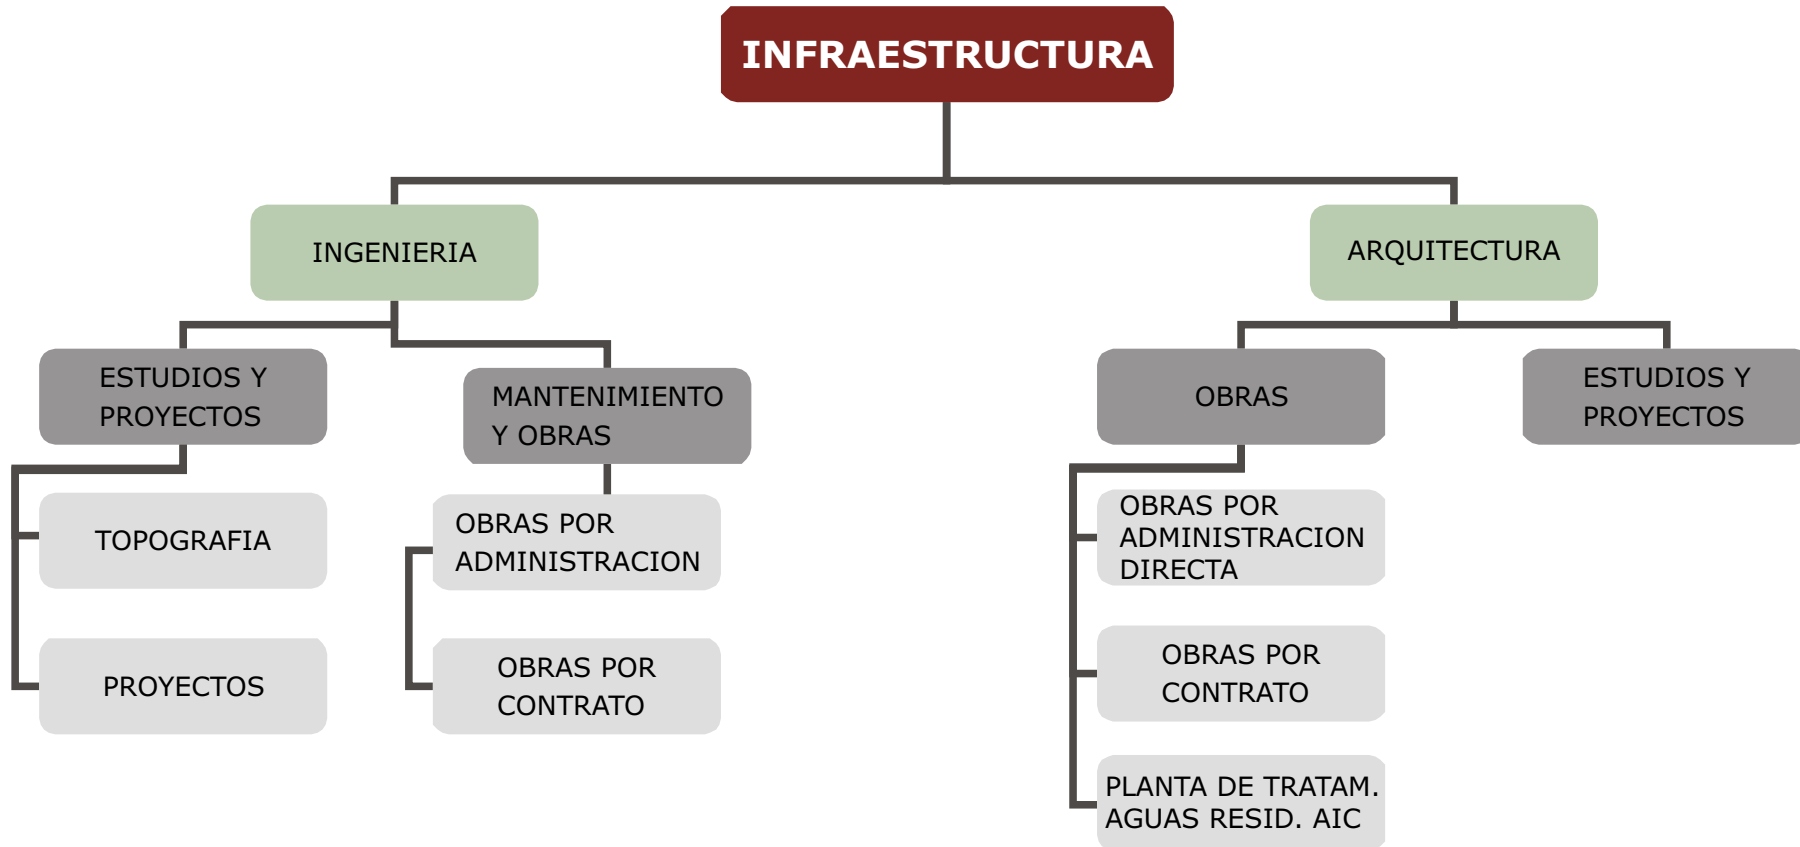 INFRAESTRUCTURA
INGENIERIA
ARQUITECTURA
ESTUDIOS Y
PROYECTOS
MANTENIMIENTO
Y OBRAS
OBRAS
ESTUDIOS Y
PROYECTOS
TOPOGRAFIA
OBRAS POR
ADMINISTRACION
OBRAS POR
ADMINISTRACION
DIRECTA
PROYECTOS
OBRAS POR
CONTRATO
OBRAS POR
CONTRATO
PLANTA DE TRATAM.
AGUAS RESID. AIC